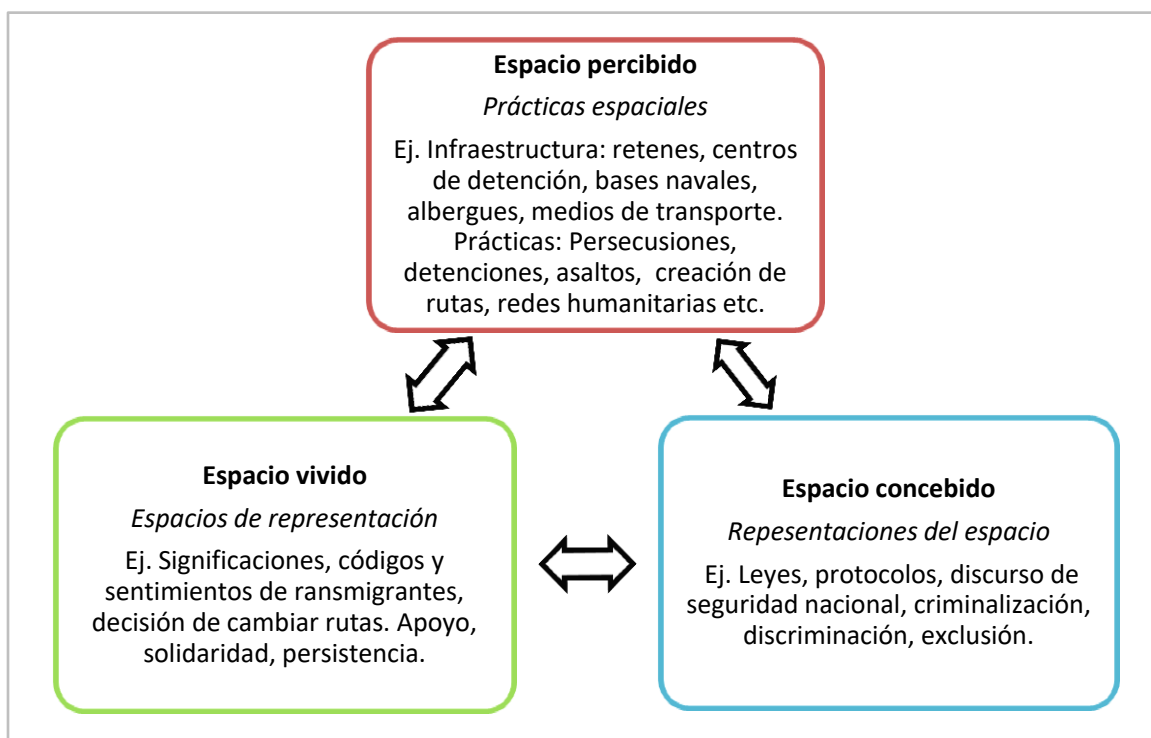 Espacio percibido
Prácticas espaciales
Ej. Infraestructura: retenes, centros
de detención, bases navales,
albergues, medios de transporte.
Prácticas: Persecusiones,
detenciones, asaltos, creación de
rutas, redes humanitarias etc.
Espacio vivido
Espacios de representación
Ej. Significaciones, códigos y
sentimientos de ransmigrantes,
decisión de cambiar rutas. Apoyo,
solidaridad, persistencia.
Espacio concebido
Repesentaciones del espacio
Ej. Leyes, protocolos, discurso de
seguridad nacional, criminalización,
discriminación, exclusión.